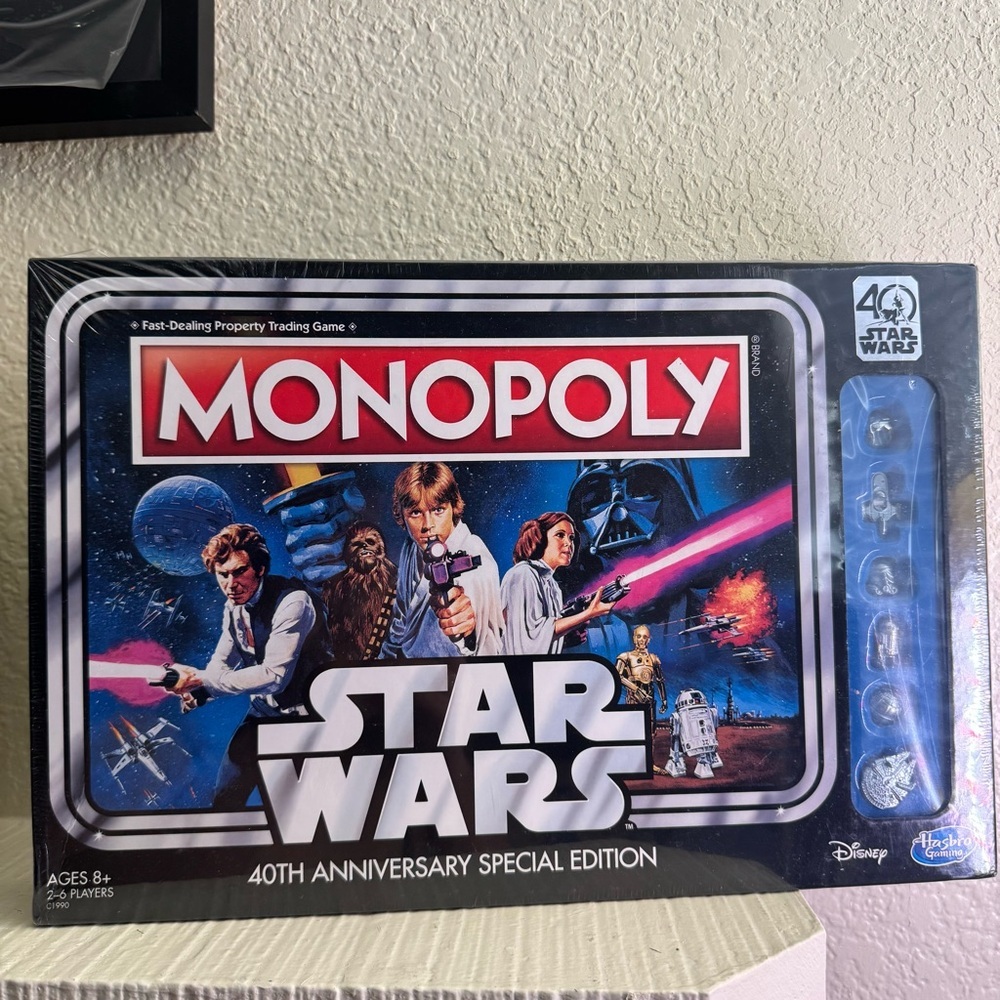 ◈ Fast-Dealing Property Trading Game ◈
MONOPOLY
®BRAND
40
STAR
WARS
STAR
WARS
TM
40TH ANNIVERSARY SPECIAL EDITION
AGES 8+
2-6 PLAYERS
C1990
Disney
Hasbro
Gaming